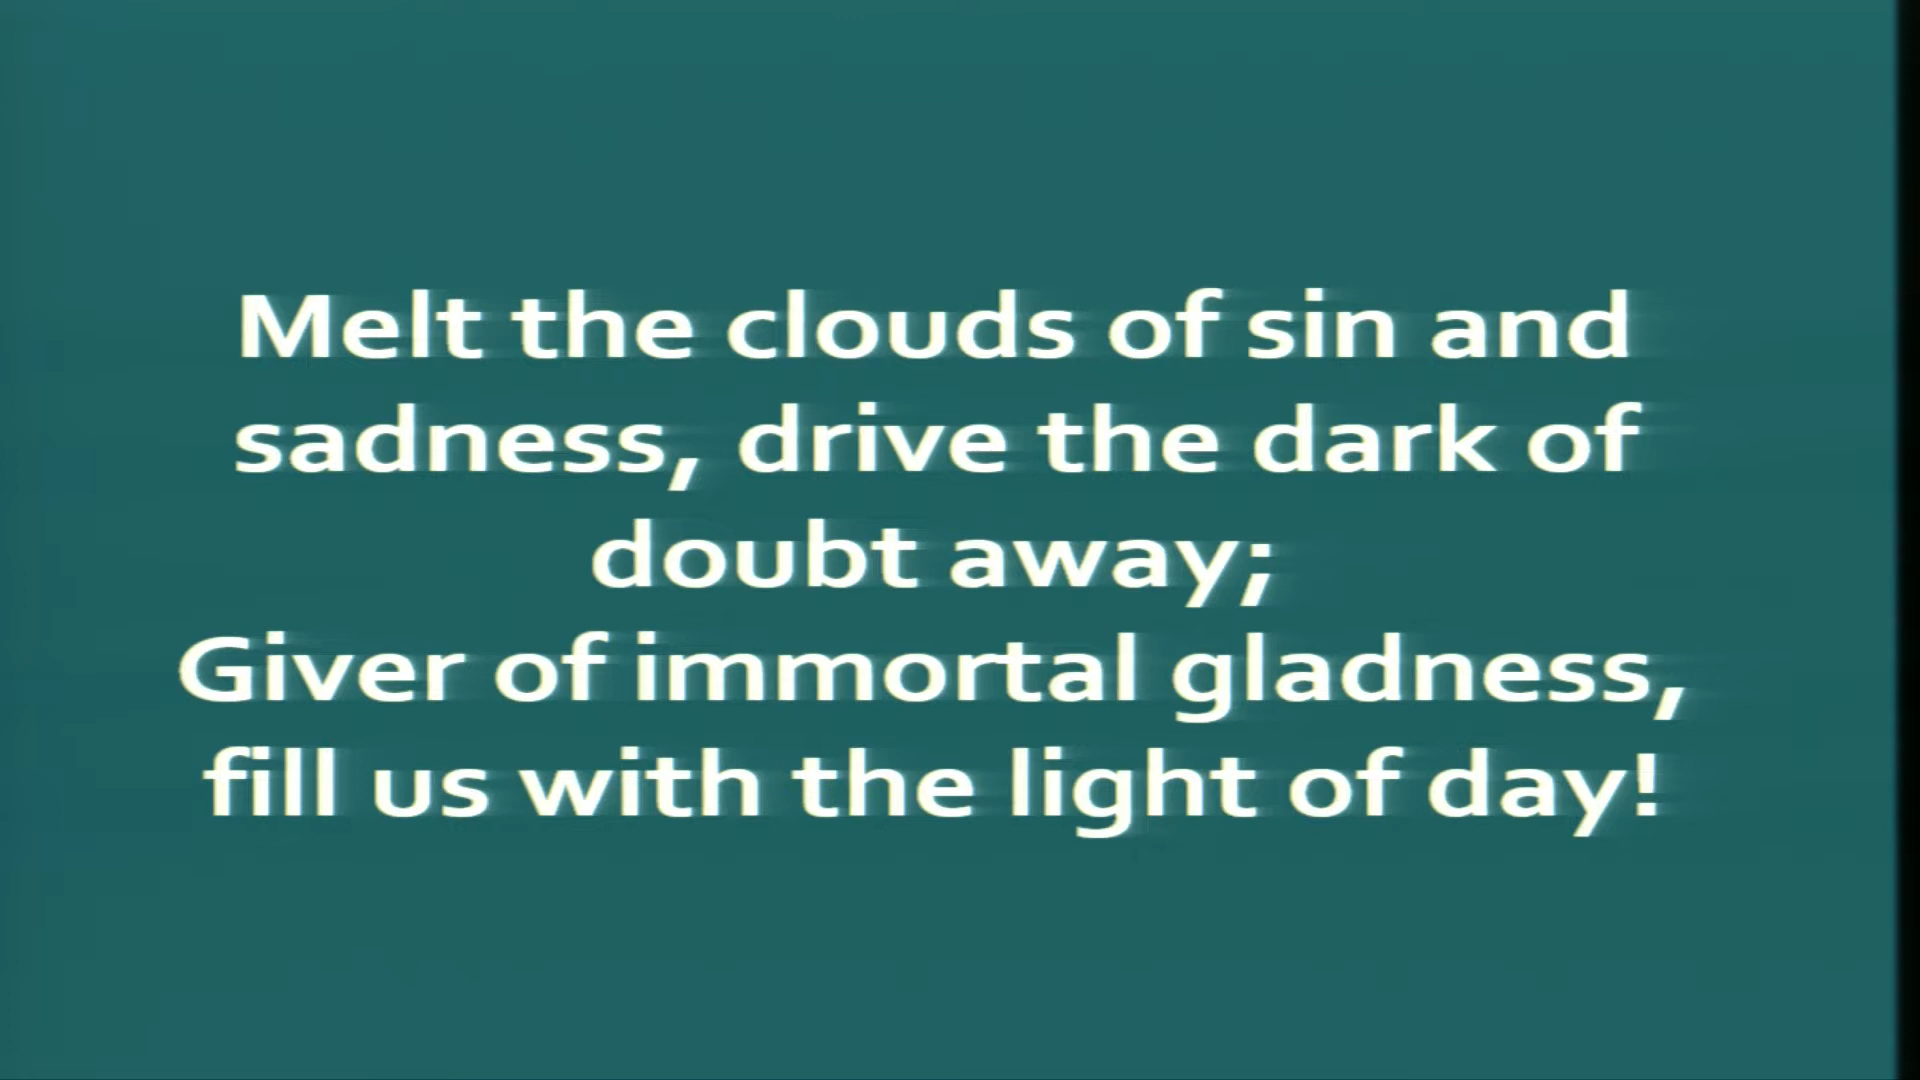 Melt the clouds of sin and
sadness, drive the dark of
doubt away;
Giver of immortal gladness,
fill us with the light of day!